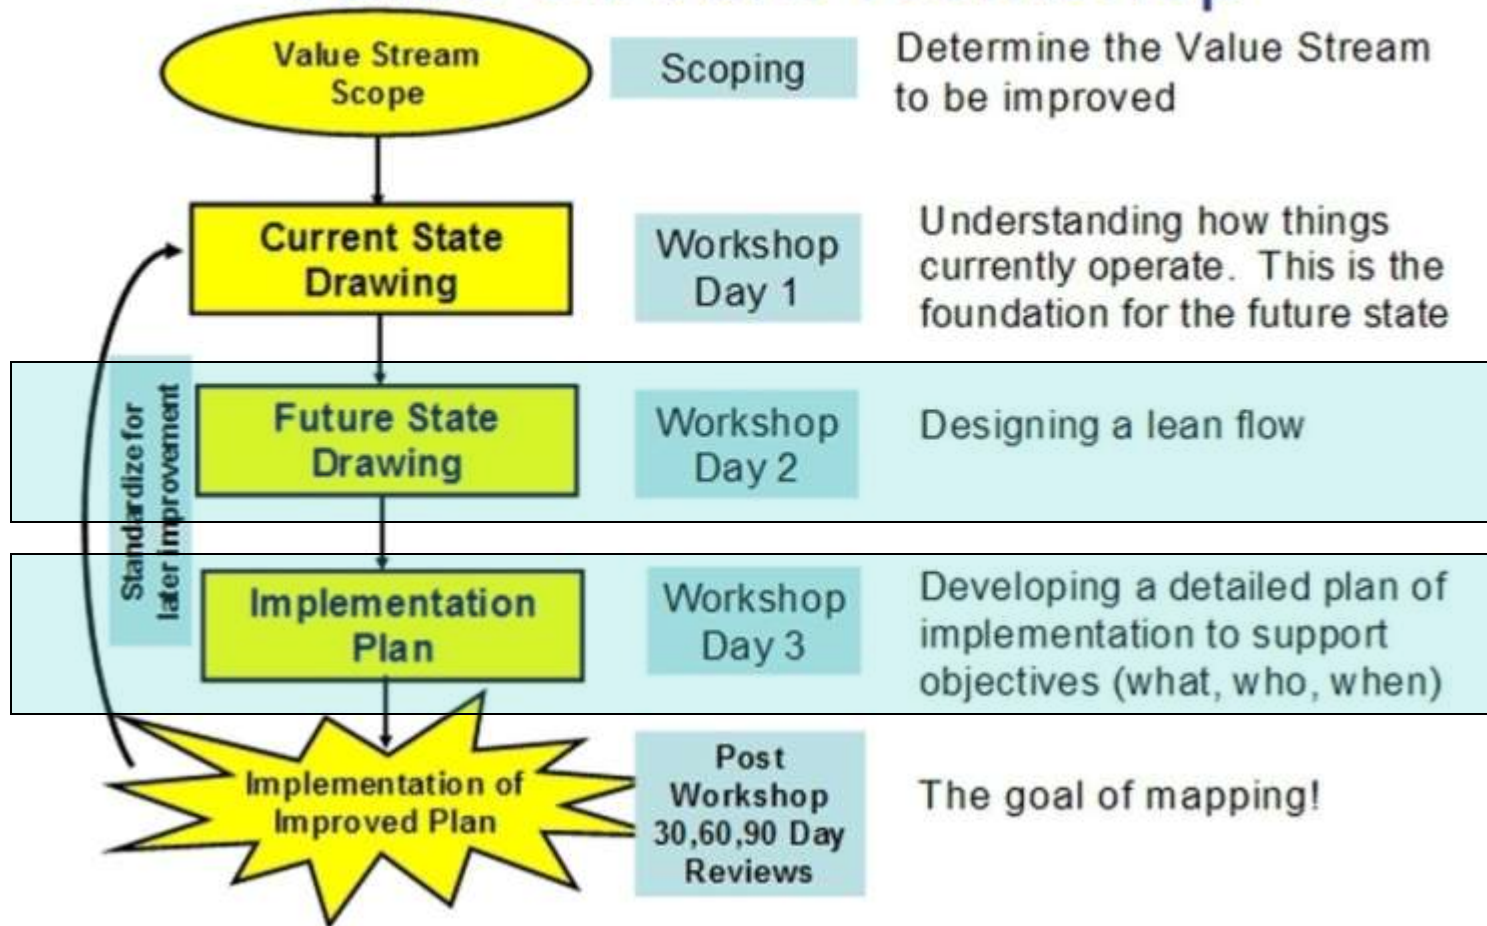 Value Stream
Scope
Scoping
Determine the Value Stream
to be improved
Current State
Drawing
Workshop
Day 1
Understanding how things
currently operate. This is the
foundation for the future state
Standardize for
later improvement
Future State
Drawing
Workshop
Day 2
Designing a lean flow
Implementation
Plan
Workshop
Day 3
Developing a detailed plan of
implementation to support
objectives (what, who, when)
Implementation of
Improved Plan
Post
Workshop
30,60,90 Day
Reviews
The goal of mapping!